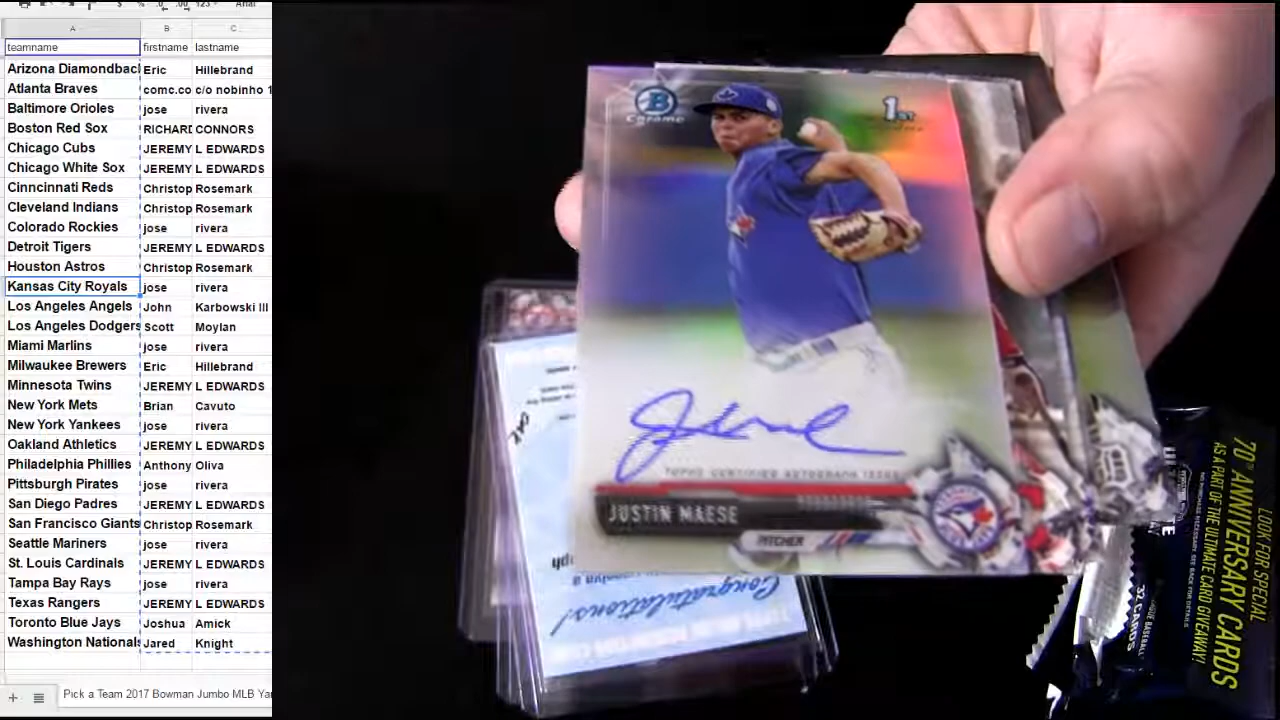 A B C
teamname firstname lastname
Arizona Diamondbac Eric Hillebrand
Atlanta Braves comc.co c/o nobinho 1
Baltimore Orioles jose rivera
Boston Red Sox RICHARD CONNORS
Chicago Cubs JEREMY L EDWARDS
Chicago White Sox JEREMY L EDWARDS
Cinncinnati Reds Christop Rosemark
Cleveland Indians Christop Rosemark
Colorado Rockies jose rivera
Detroit Tigers JEREMY L EDWARDS
Houston Astros Christop Rosemark
Kansas City Royals jose rivera
Los Angeles Angels John Karbowski III
Los Angeles Dodgers Scott Moylan
Miami Marlins jose rivera
Milwaukee Brewers Eric Hillebrand
Minnesota Twins JEREMY L EDWARDS
New York Mets Brian Cavuto
New York Yankees jose rivera
Oakland Athletics JEREMY L EDWARDS
Philadelphia Phillies Anthony Oliva
Pittsburgh Pirates jose rivera
San Diego Padres JEREMY L EDWARDS
San Francisco Giants Christop Rosemark
Seattle Mariners jose rivera
St. Louis Cardinals JEREMY L EDWARDS
Tampa Bay Rays jose rivera
Texas Rangers JEREMY L EDWARDS
Toronto Blue Jays Joshua Amick
Washington Nationals Jared Knight
Pick a Team 2017 Bowman Jumbo MLB Ya
B
Chrome
1ST
TOPPS CERTIFIED AUTOGRAPH ISSUE
JUSTIN MAESE
PITCHER
Congratulations!
LOOK FOR SPECIAL
70TH ANNIVERSARY CARDS
AS A PART OF THE ULTIMATE CARD GIVEAWAY!
32 CARDS